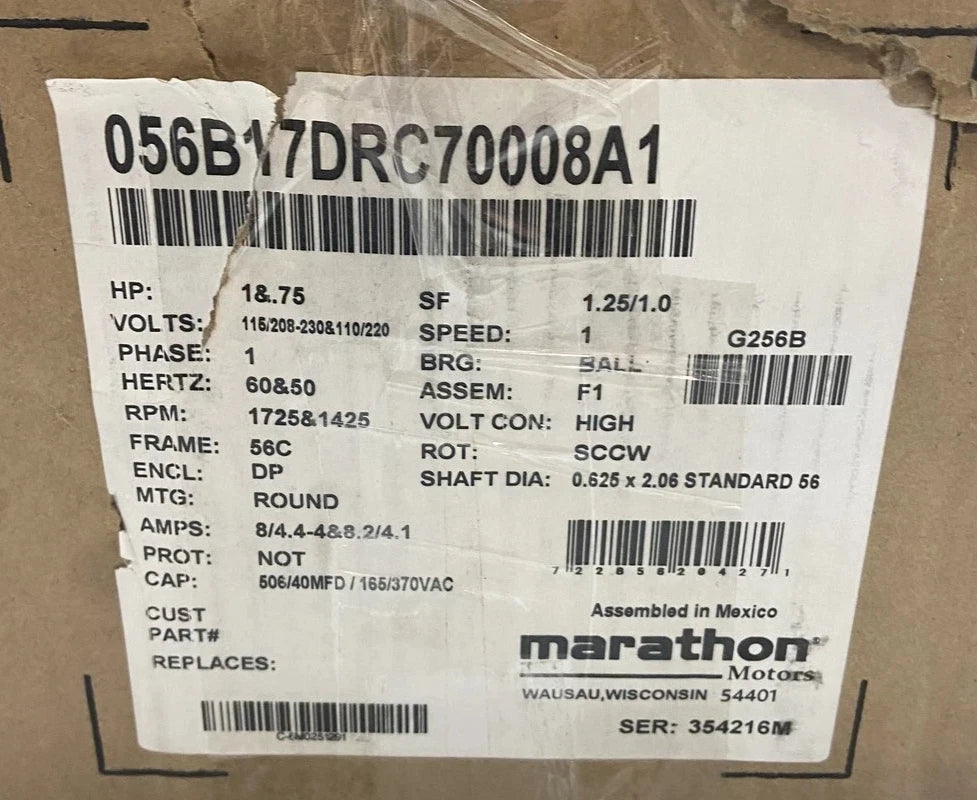 056B17DRC70008A1
HP: 1&.75
VOLTS: 115/208-230&110/220
PHASE: 1
HERTZ: 60&50
RPM: 1725&1425
FRAME: 56C
ENCL: DP
MTG: ROUND
AMPS: 8/4.4-4&8.2/4.1
PROT: NOT
CAP: 506/40MFD / 165/370VAC
CUST
PART#
REPLACES:
SF 1.25/1.0
SPEED: 1
BRG: BALL
ASSEM: F1
VOLT CON: HIGH
ROT: SCCW
SHAFT DIA: 0.625 x 2.06 STANDARD 56
G256B
7 22856 20427 1
Assembled in Mexico
marathon®
Motors
WAUSAU,WISCONSIN 54401
SER: 354216M